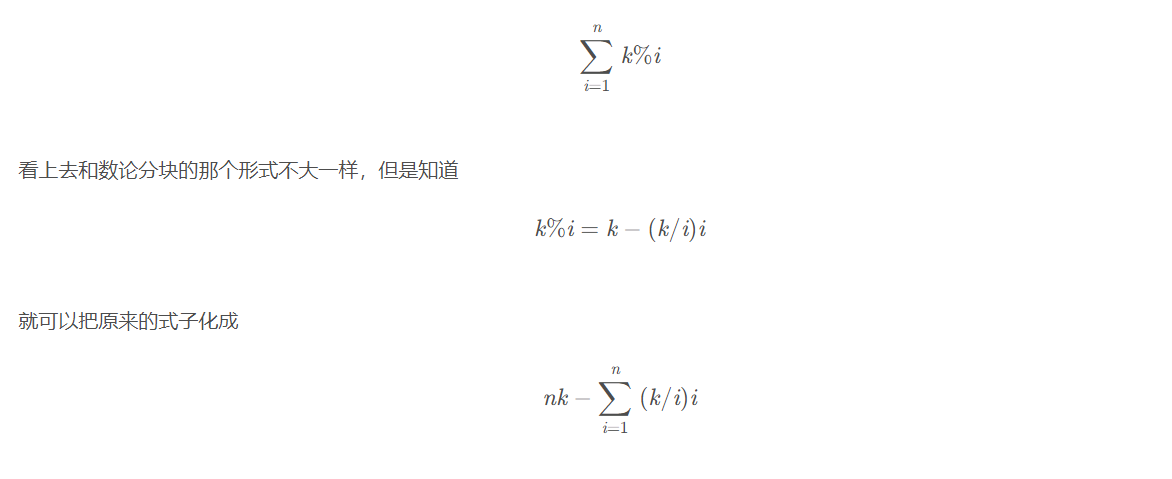 $$\sum_{i=1}^{n} k\%i$$
看上去和数论分块的那个形式不大一样，但是知道
$$k\%i = k - (k/i)i$$
就可以把原来的式子化成
$$nk - \sum_{i=1}^{n} (k/i)i$$